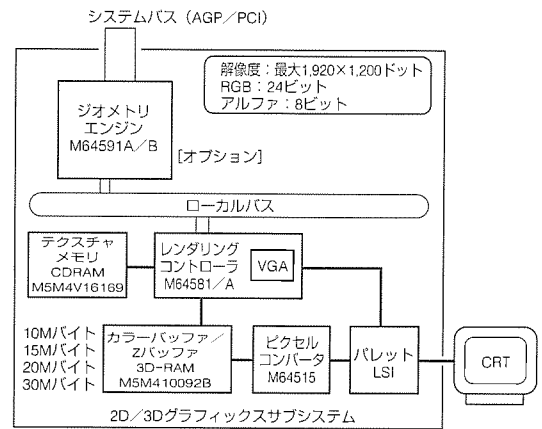 システムバス（AGP／PCI）
解像度：最大1,920×1,200ドット
RGB：24ビット
アルファ：8ビット
ジオメトリ
エンジン
M64591A／B
[オプション]
ローカルバス
テクスチャ
メモリ
CDRAM
M5M4V16169
レンダリング
コントローラ
M64581／A
VGA
10Mバイト
15Mバイト
20Mバイト
30Mバイト
カラーバッファ／
Zバッファ
3D-RAM
M5M410092B
ピクセル
コンバータ
M64515
パレット
LSI
CRT
2D／3Dグラフィックスサブシステム